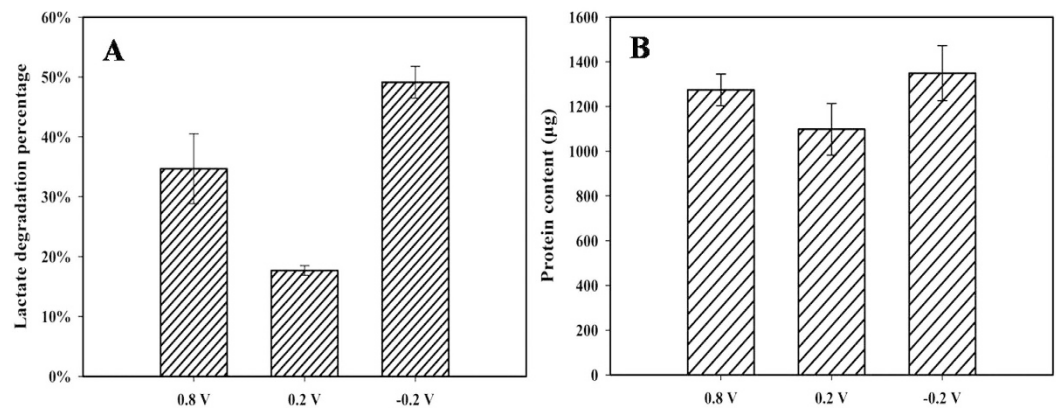 A
Lactate degradation percentage
60%
50%
40%
30%
20%
10%
0%
0.8 V
0.2 V
-0.2 V
B
Protein content (µg)
1600
1400
1200
1000
800
600
400
200
0
0.8 V
0.2 V
-0.2 V